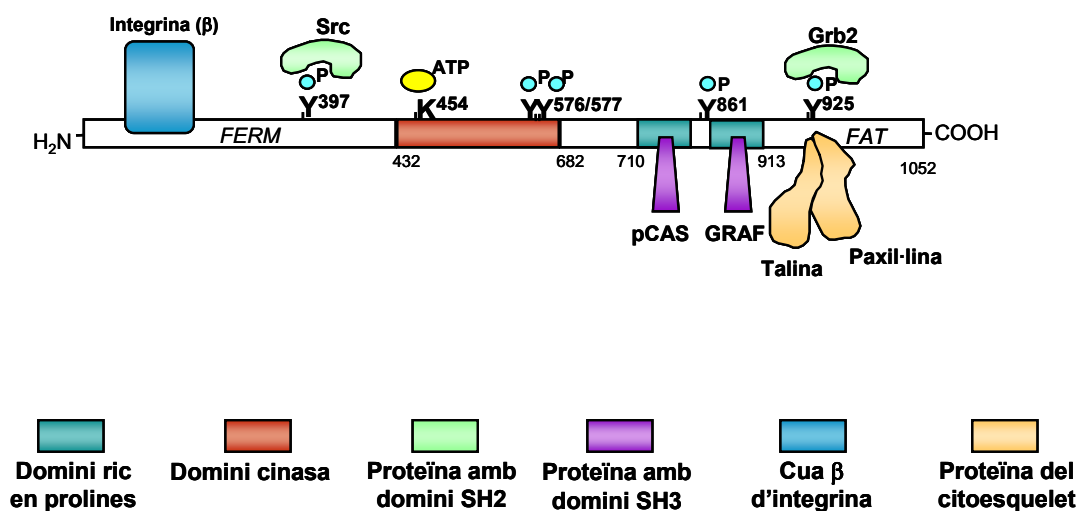 Integrina (β)
Src
Grb2
P
ATP
P
P
P
P
Y397
K454
YY576/577
Y861
Y925
H2N
FERM
FAT
COOH
432
682
710
913
1052
pCAS
GRAF
Talina
Paxil·lina
Domini ric
en prolines
Domini cinasa
Proteïna amb
domini SH2
Proteïna amb
domini SH3
Cua β
d'integrina
Proteïna del
citoesquelet